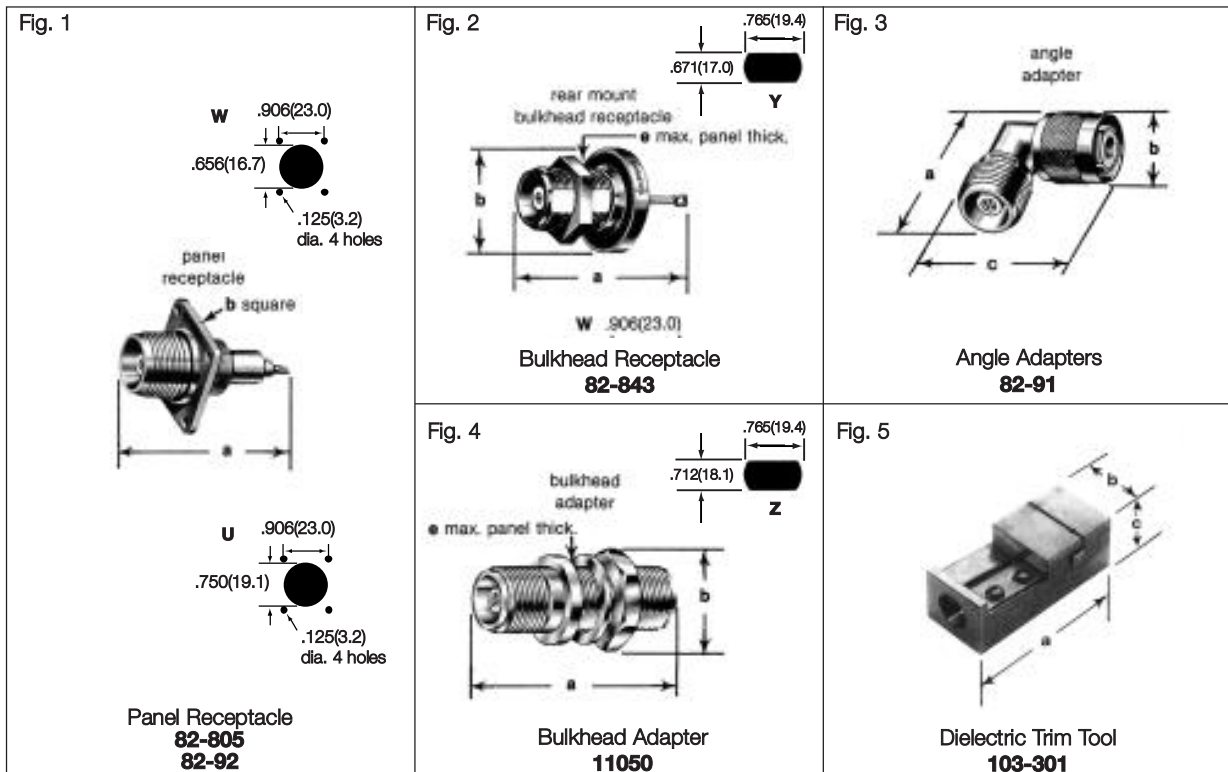 Fig. 1
W
.906(23.0)
.656(16.7)
.125(3.2)
dia. 4 holes
panel
receptacle
b square
a
U
.906(23.0)
.750(19.1)
.125(3.2)
dia. 4 holes
Panel Receptacle
82-805
82-92
Fig. 2
.765(19.4)
.671(17.0)
Y
rear mount
bulkhead receptacle
e max. panel thick.
b
a
W .906(23.0)
Bulkhead Receptacle
82-843
Fig. 3
angle
adapter
a
b
c
Angle Adapters
82-91
Fig. 4
.765(19.4)
.712(18.1)
Z
bulkhead
adapter
e max. panel thick.
b
a
Bulkhead Adapter
11050
Fig. 5
b
c
a
Dielectric Trim Tool
103-301